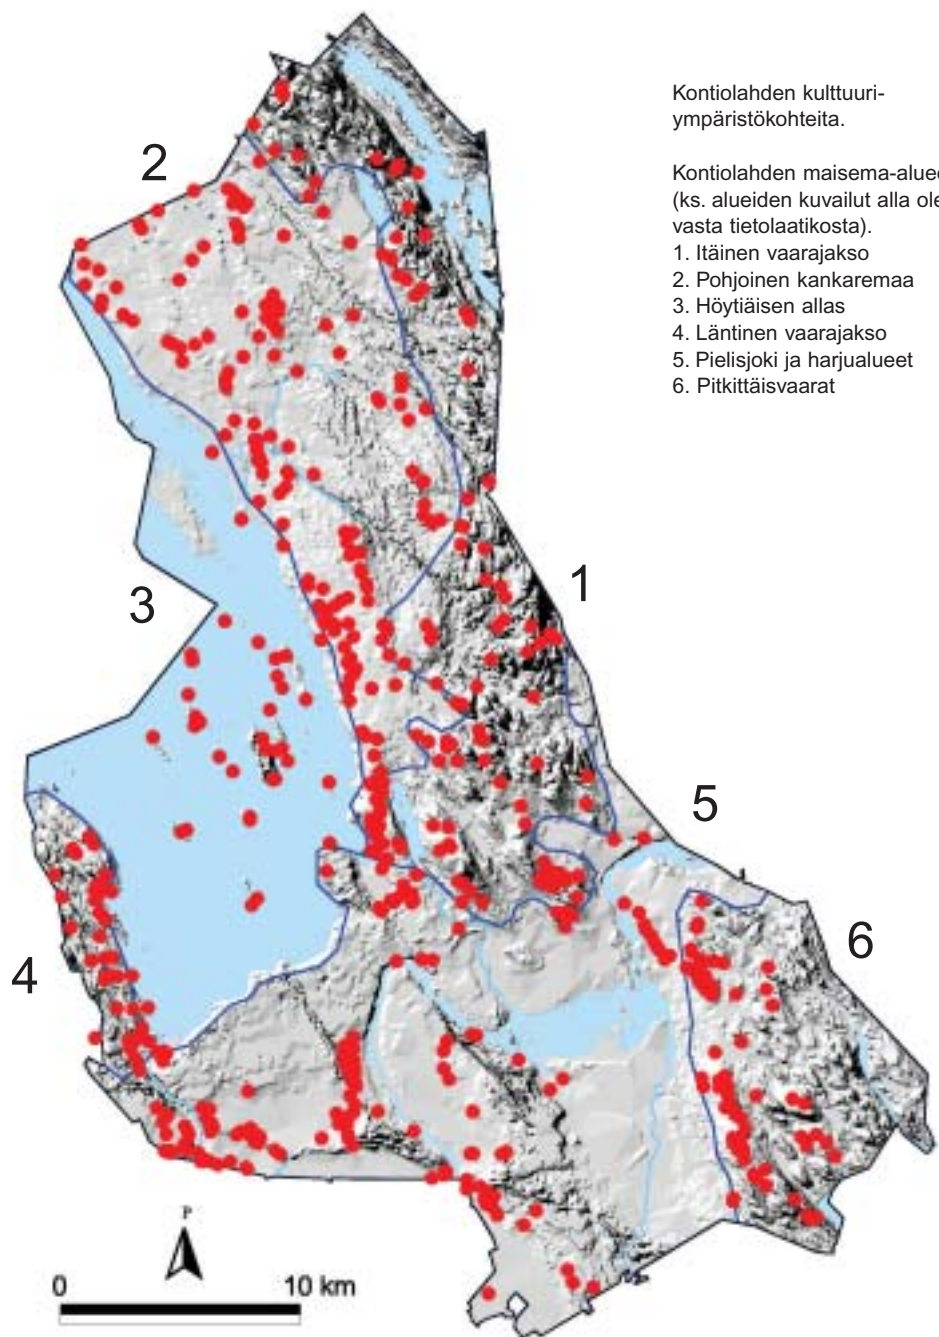 Kontiolahden kulttuuri-
ympäristökohteita.
Kontiolahden maisema-alue
(ks. alueiden kuvailut alla ole
vasta tietolaatikosta).
1. Itäinen vaarajakso
2. Pohjoinen kankaremaa
3. Höytiäisen allas
4. Läntinen vaarajakso
5. Pielisjoki ja harjualueet
6. Pitkittäisvaarat
2
3
1
5
6
4
P
0 10 km